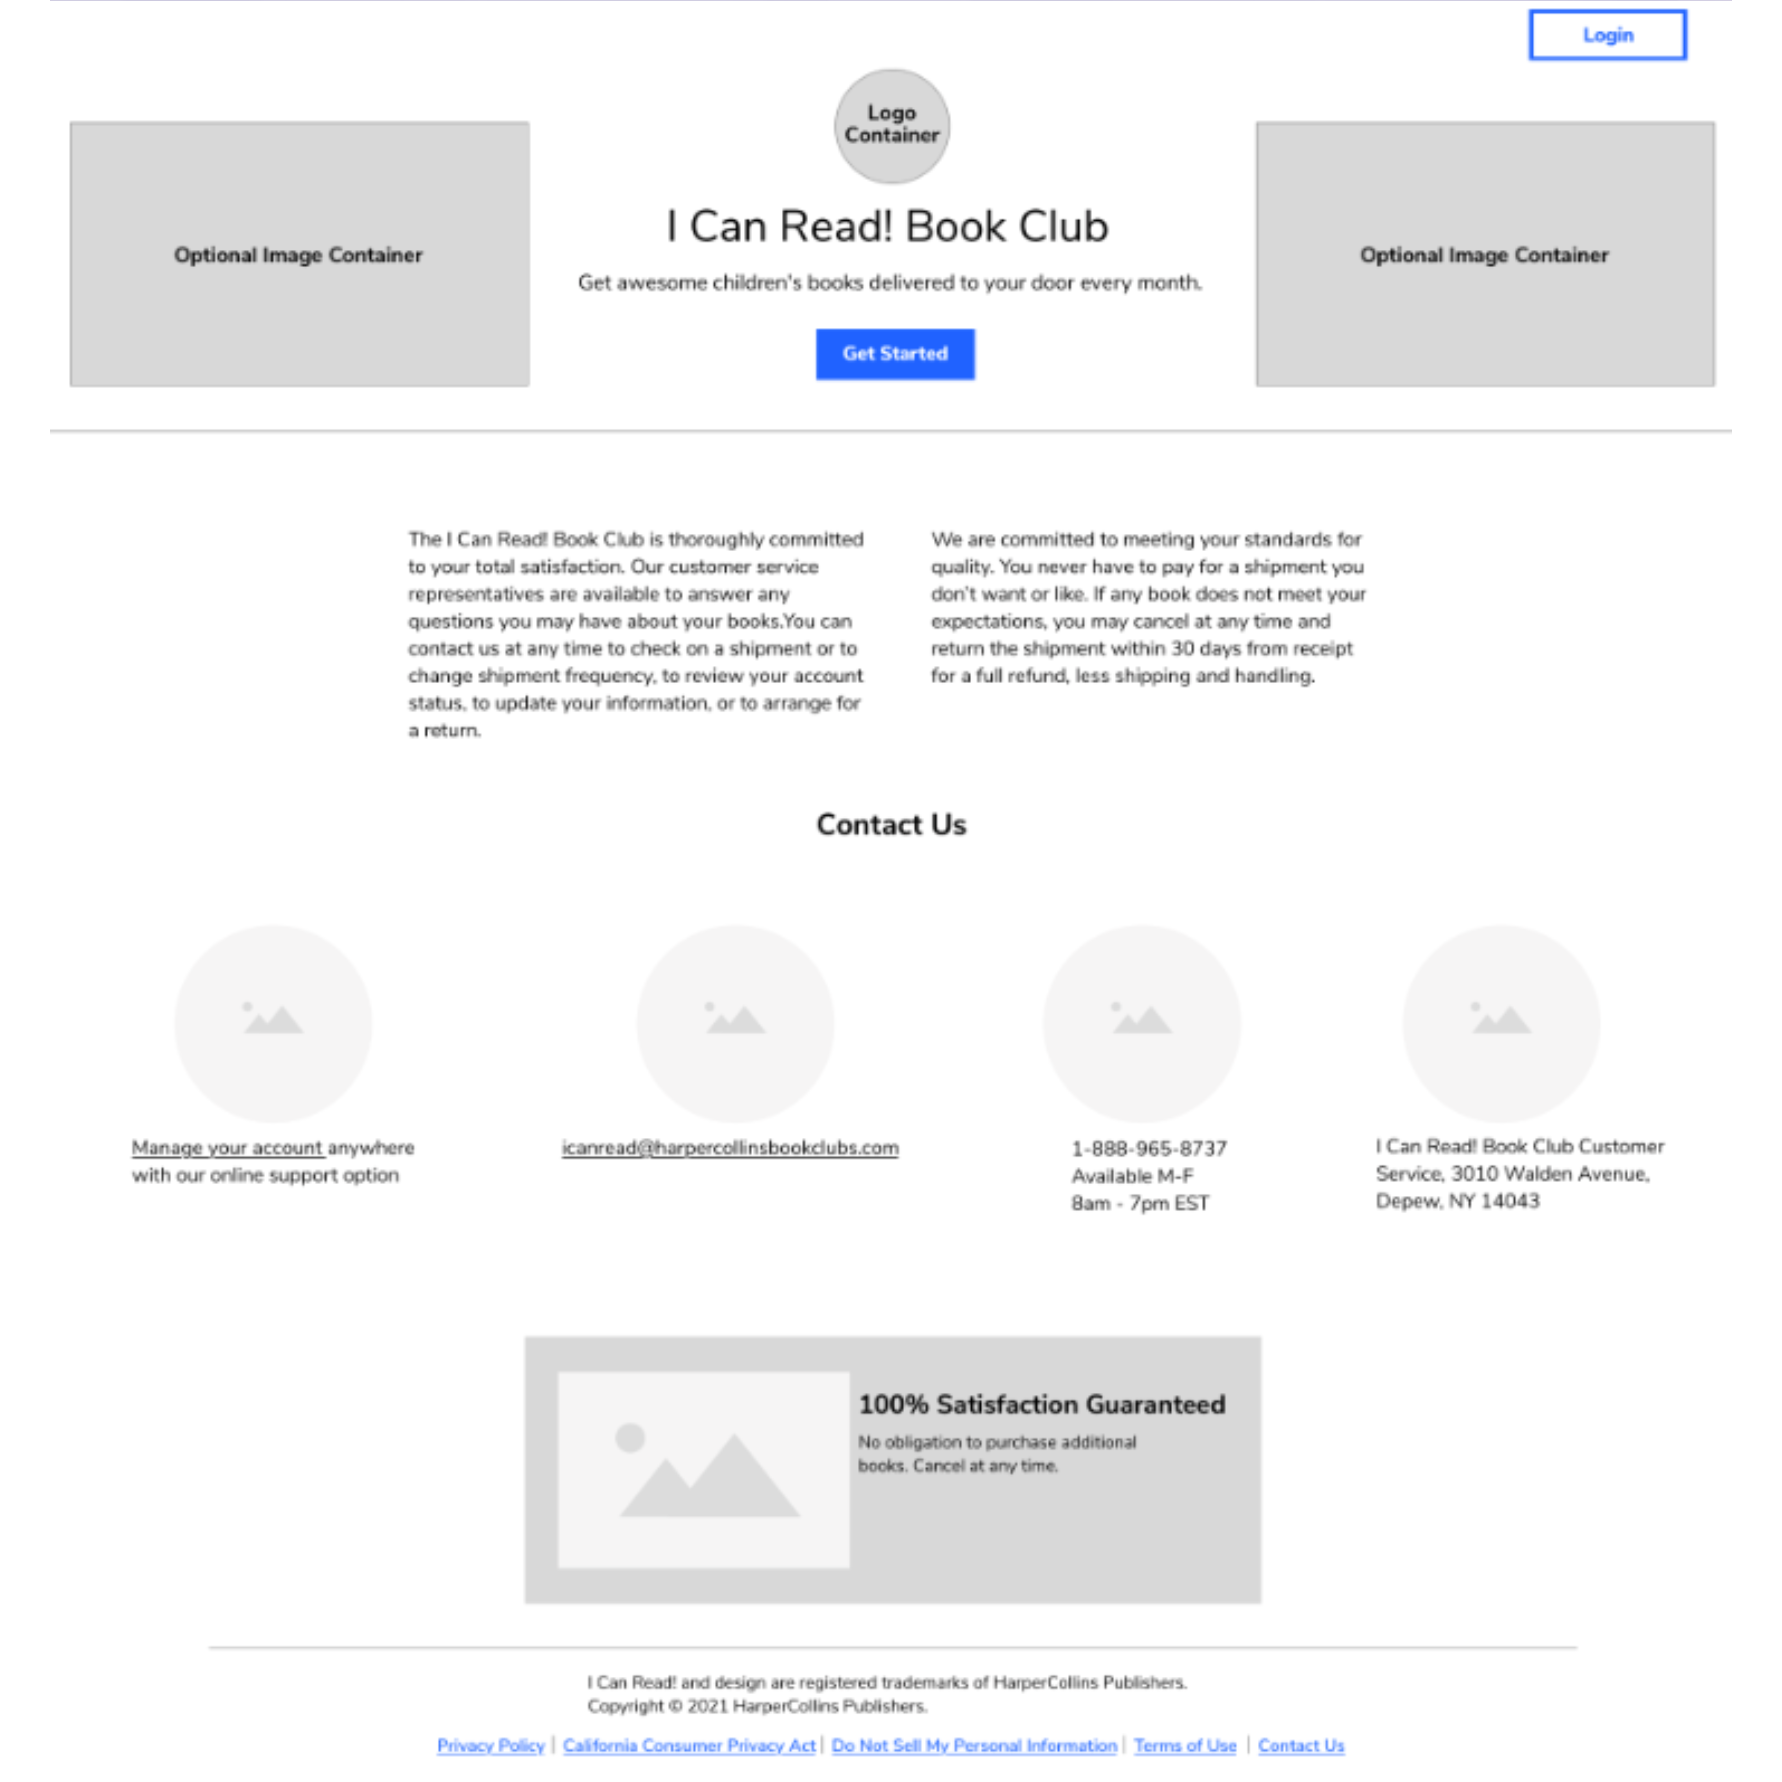 Login
Logo
Container
Optional Image Container
I Can Read! Book Club
Get awesome children's books delivered to your door every month.
Get Started
Optional Image Container
The I Can Read! Book Club is thoroughly committed
to your total satisfaction. Our customer service
representatives are available to answer any
questions you may have about your books.You can
contact us at any time to check on a shipment or to
change shipment frequency, to review your account
status, to update your information, or to arrange for
a return.
We are committed to meeting your standards for
quality. You never have to pay for a shipment you
don't want or like. If any book does not meet your
expectations, you may cancel at any time and
return the shipment within 30 days from receipt
for a full refund, less shipping and handling.
Contact Us
Manage your account anywhere
with our online support option
icanread@harpercollinsbookclubs.com
1-888-965-8737
Available M-F
8am - 7pm EST
I Can Read! Book Club Customer
Service, 3010 Walden Avenue,
Depew, NY 14043
100% Satisfaction Guaranteed
No obligation to purchase additional
books. Cancel at any time.
I Can Read! and design are registered trademarks of HarperCollins Publishers.
Copyright © 2021 HarperCollins Publishers.
Privacy Policy | California Consumer Privacy Act | Do Not Sell My Personal Information | Terms of Use | Contact Us